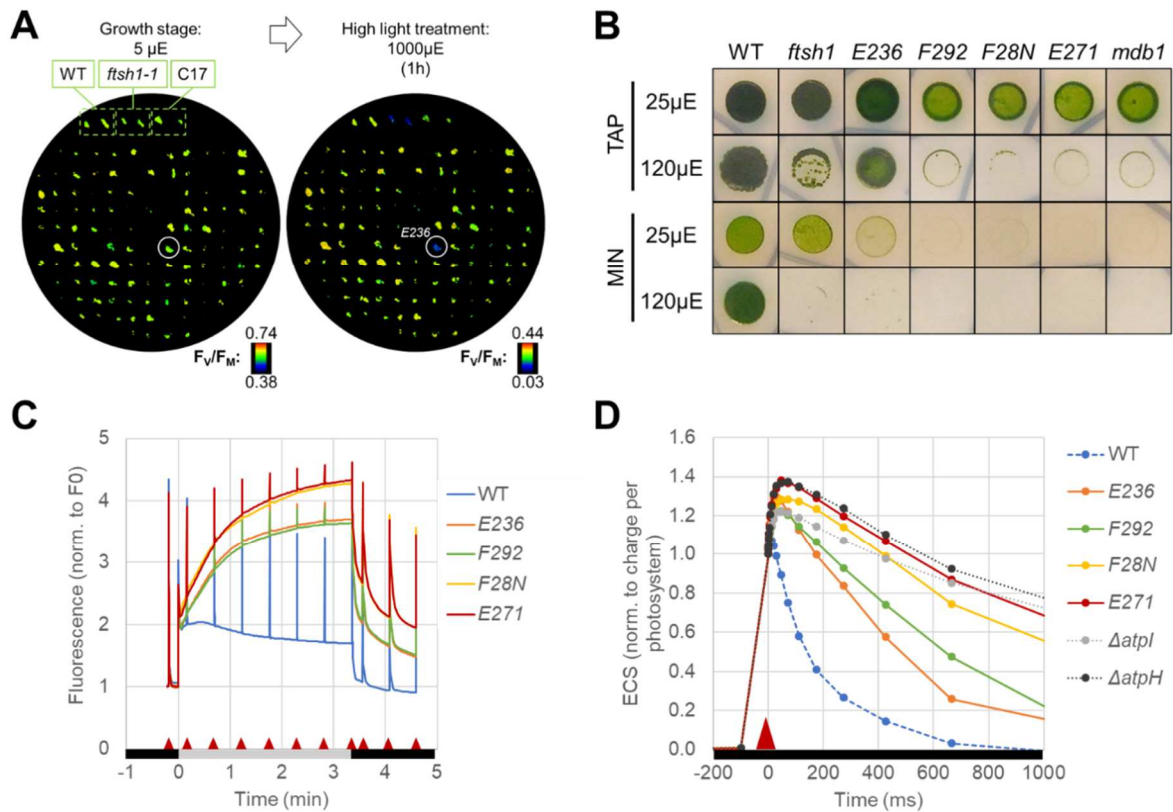 A
Growth stage:
5 µE
High light treatment:
1000µE
(1h)
WT
ftsh1-1
C17
E236
0.74
FV/FM:
0.38
0.44
FV/FM:
0.03
B
WT ftsh1 E236 F292 F28N E271 mdb1
TAP
25µE
120µE
MIN
25µE
120µE
C
Fluorescence (norm. to F0)
5
4
3
2
1
0
-1 0 1 2 3 4 5
Time (min)
WT
E236
F292
F28N
E271
D
ECS (norm. to charge per
photosystem)
1.6
1.4
1.2
1.0
0.8
0.6
0.4
0.2
0.0
-200 0 200 400 600 800 1000
Time (ms)
WT
E236
F292
F28N
E271
ΔatpI
ΔatpH